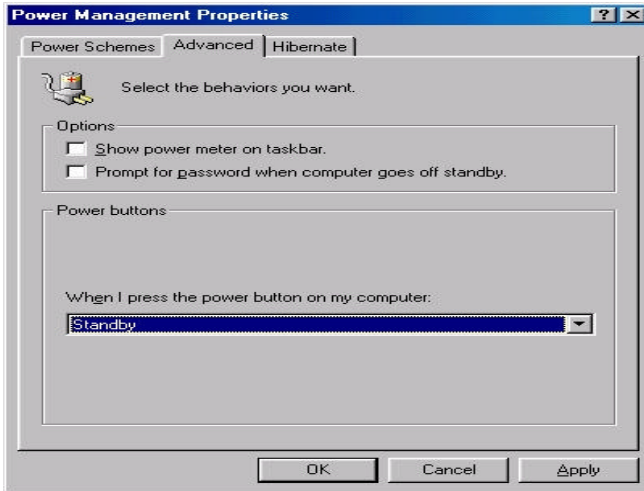 Power Management Properties
Power Schemes Advanced Hibernate
Select the behaviors you want.
Options
Show power meter on taskbar.
Prompt for password when computer goes off standby.
Power buttons
When I press the power button on my computer:
Standby
OK Cancel Apply